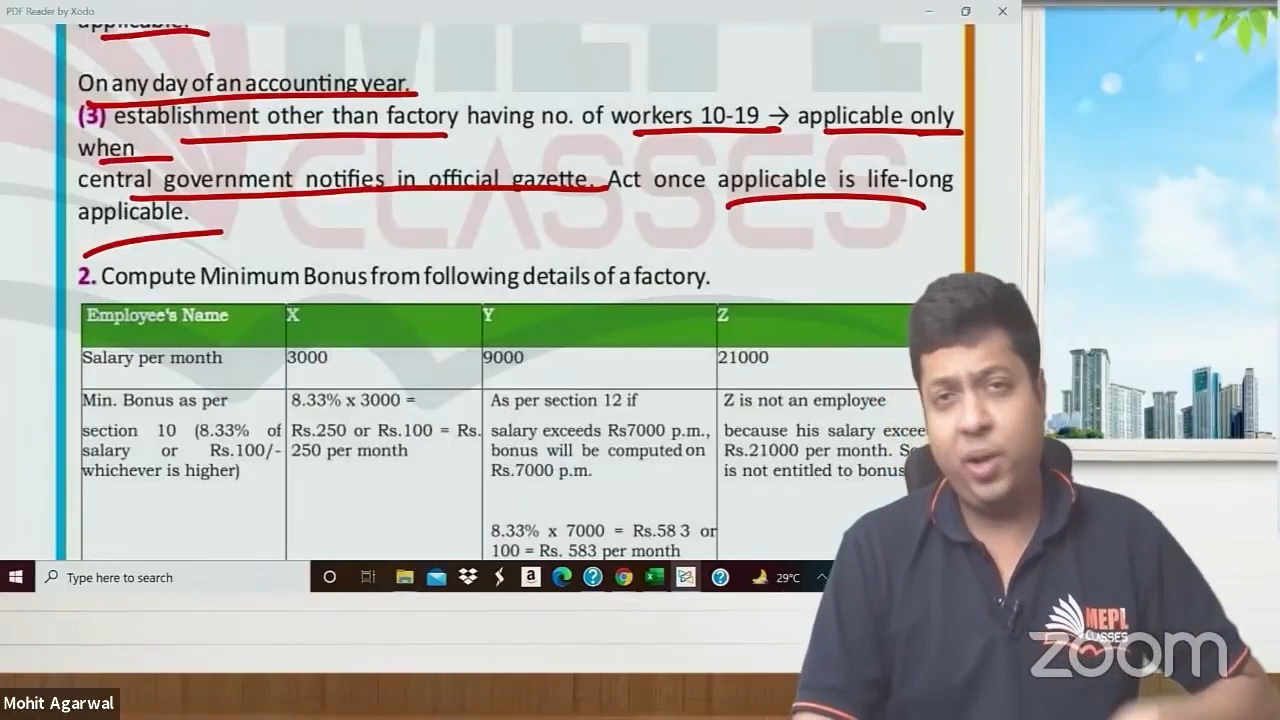 PDF Reader by Xodo
applicable.
On any day of an accounting year.
(3) establishment other than factory having no. of workers 10-19 → applicable only
when
central government notifies in official gazette. Act once applicable is life-long
applicable.
CLASSES
2. Compute Minimum Bonus from following details of a factory.
Employee's Name X Y Z
Salary per month 3000 9000 21000
Min. Bonus as per
section 10 (8.33% of
salary or Rs.100/-
whichever is higher)
8.33% x 3000 =
Rs.250 or Rs.100 = Rs.
250 per month
As per section 12 if
salary exceeds Rs7000 p.m.,
bonus will be computed on
Rs.7000 p.m.
8.33% x 7000 = Rs.58 3 or
100 = Rs. 583 per month
Z is not an employee
because his salary excee
Rs.21000 per month.
is not entitled to bonus
Type here to search
29°C
MEPL
CLASSES
zoom
Mohit Agarwal